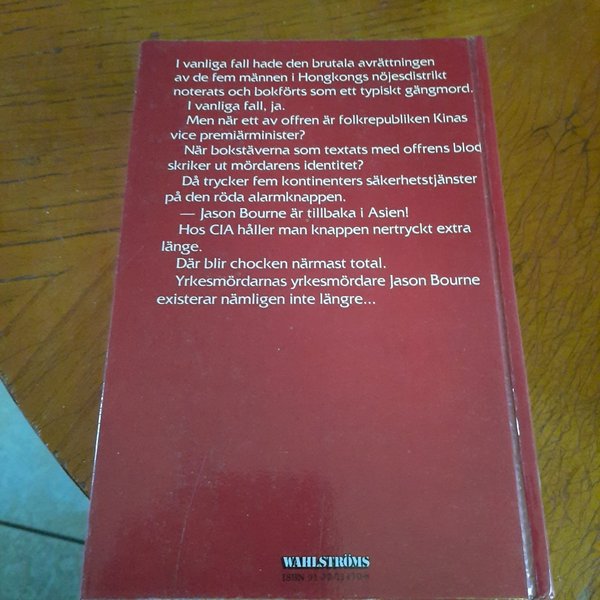 I vanliga fall hade den brutala avrättningen
av de fem männen i Hongkongs nöjesdistrikt
noterats och bokförts som ett typiskt gängmord.
I vanliga fall, ja.
Men när ett av offren är folkrepubliken Kinas
vice premiärminister?
När bokstäverna som textats med offrens blod
skriker ut mördarens identitet?
Då trycker fem kontinenters säkerhetstjänster
på den röda alarmknappen.
— Jason Bourne är tillbaka i Asien!
Hos CIA håller man knappen nertryckt extra
länge.
Där blir chocken närmast total.
Yrkesmördarnas yrkesmördare Jason Bourne
existerar nämligen inte längre...
WAHLSTRÖMS
ISBN 91